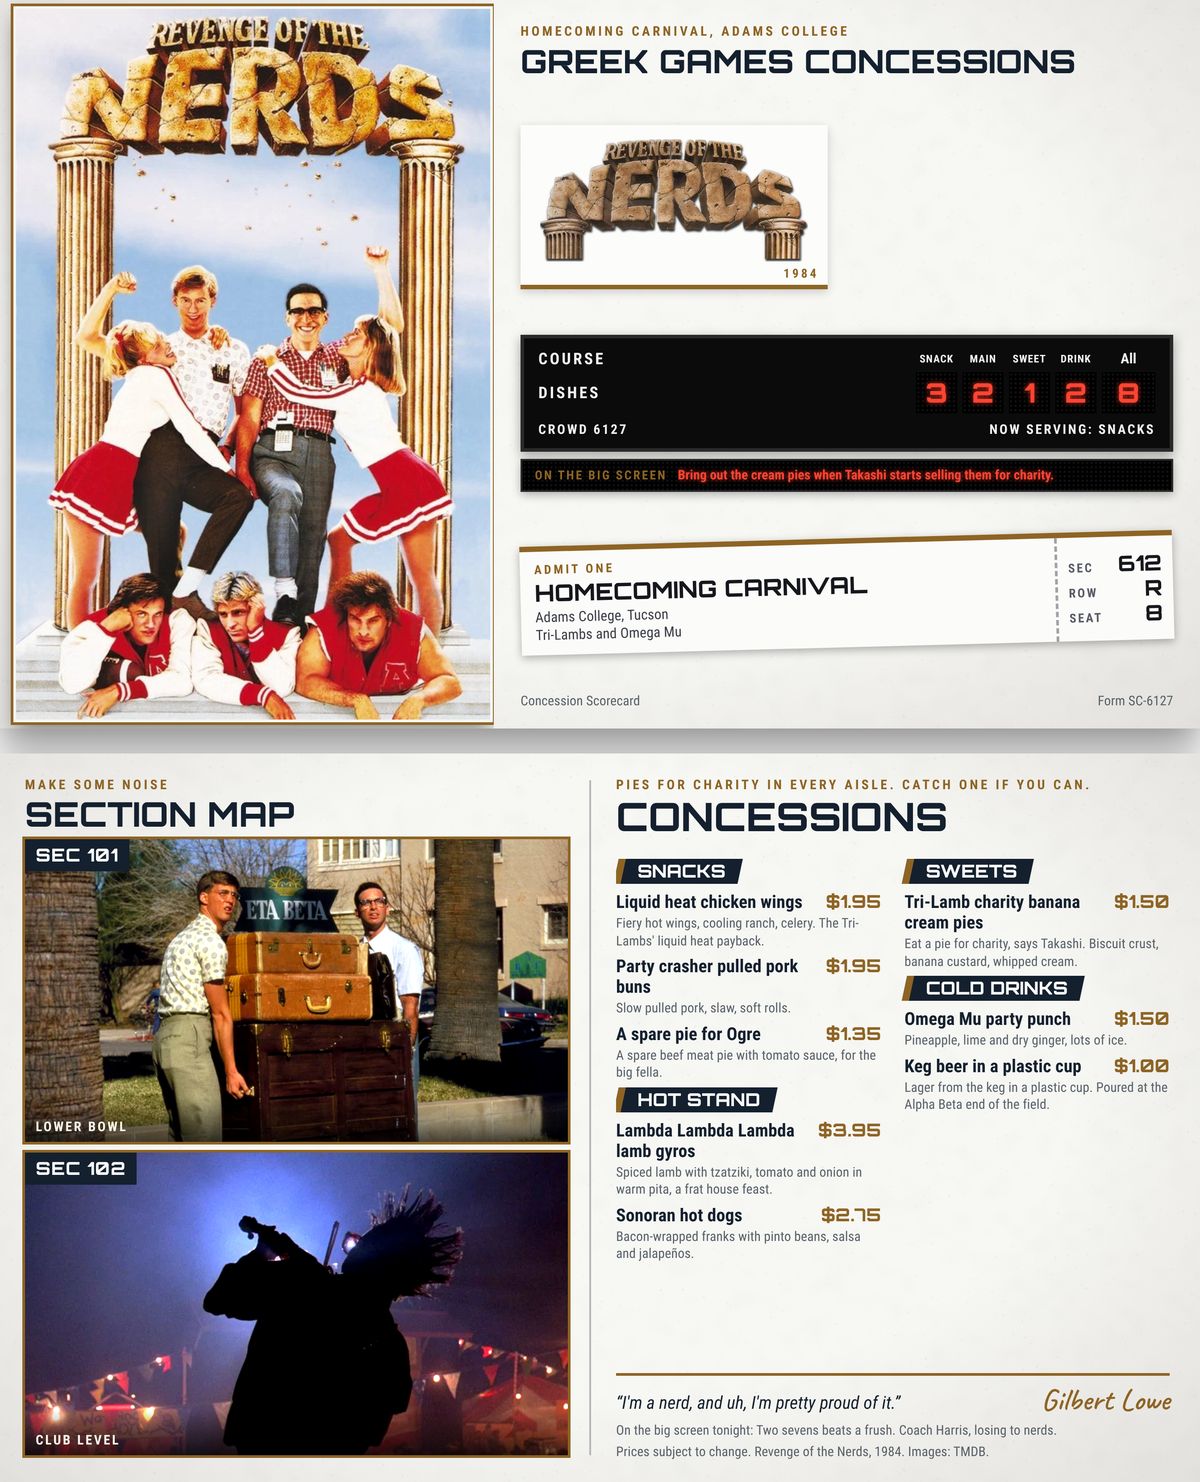 REVENGE OF THE
NERDS
HOMECOMING CARNIVAL, ADAMS COLLEGE
GREEK GAMES CONCESSIONS
REVENGE OF THE
NERDS
1984
COURSE SNACK MAIN SWEET DRINK All
DISHES 3 2 1 2 8
CROWD 6127 NOW SERVING: SNACKS
ON THE BIG SCREEN Bring out the cream pies when Takashi starts selling them for charity.
ADMIT ONE
HOMECOMING CARNIVAL
Adams College, Tucson
Tri-Lambs and Omega Mu
SEC 612
ROW R
SEAT 8
Concession Scorecard Form SC-6127
MAKE SOME NOISE
SECTION MAP
SEC 101
ETA BETA
LOWER BOWL
SEC 102
CLUB LEVEL
PIES FOR CHARITY IN EVERY AISLE. CATCH ONE IF YOU CAN.
CONCESSIONS
SNACKS
Liquid heat chicken wings $1.95
Fiery hot wings, cooling ranch, celery. The Tri-
Lambs' liquid heat payback.
Party crasher pulled pork $1.95
buns
Slow pulled pork, slaw, soft rolls.
A spare pie for Ogre $1.35
A spare beef meat pie with tomato sauce, for the
big fella.
HOT STAND
Lambda Lambda Lambda $3.95
lamb gyros
Spiced lamb with tzatziki, tomato and onion in
warm pita, a frat house feast.
Sonoran hot dogs $2.75
Bacon-wrapped franks with pinto beans, salsa
and jalapeños.
SWEETS
Tri-Lamb charity banana $1.50
cream pies
Eat a pie for charity, says Takashi. Biscuit crust,
banana custard, whipped cream.
COLD DRINKS
Omega Mu party punch $1.50
Pineapple, lime and dry ginger, lots of ice.
Keg beer in a plastic cup $1.00
Lager from the keg in a plastic cup. Poured at the
Alpha Beta end of the field.
“I'm a nerd, and uh, I'm pretty proud of it.” Gilbert Lowe
On the big screen tonight: Two sevens beats a frush. Coach Harris, losing to nerds.
Prices subject to change. Revenge of the Nerds, 1984. Images: TMDB.